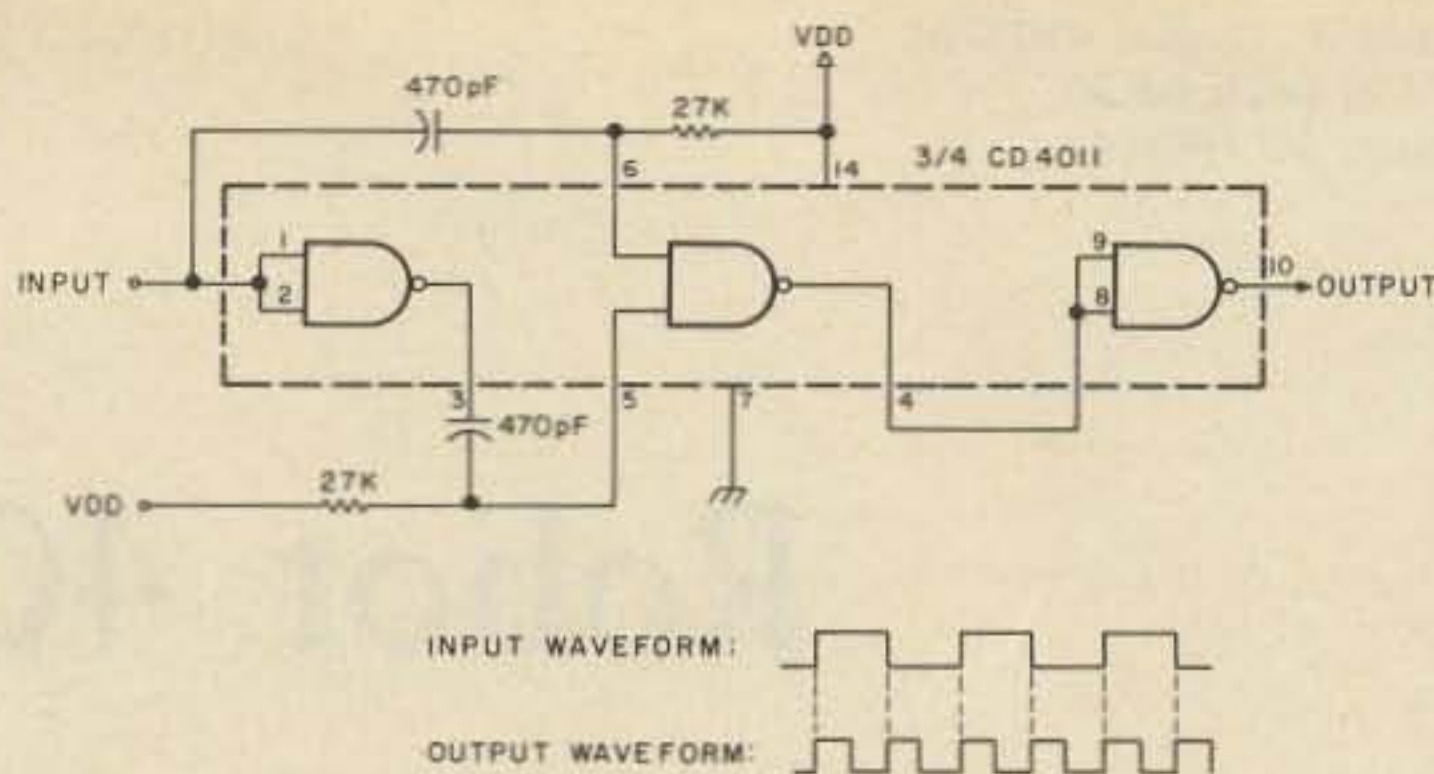 VDD
470pF
27K
3/4 CD4011
6
14
1
9
INPUT
10
OUTPUT
2
8
3
5
7
4
470pF
27K
VDD
INPUT WAVEFORM:
OUTPUT WAVEFORM: